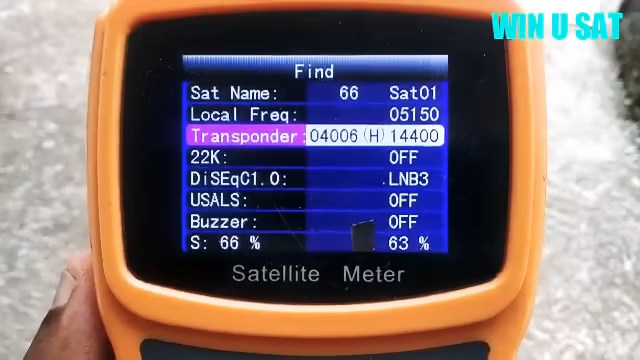 WIN U SAT
Find
Sat Name: 66 Sat01
Local Freq: 05150
Transponder: 04006(H)14400
22K: OFF
DiSEqC1.0: LNB3
USALS: OFF
Buzzer: OFF
S: 66 % 63 %
Satellite Meter